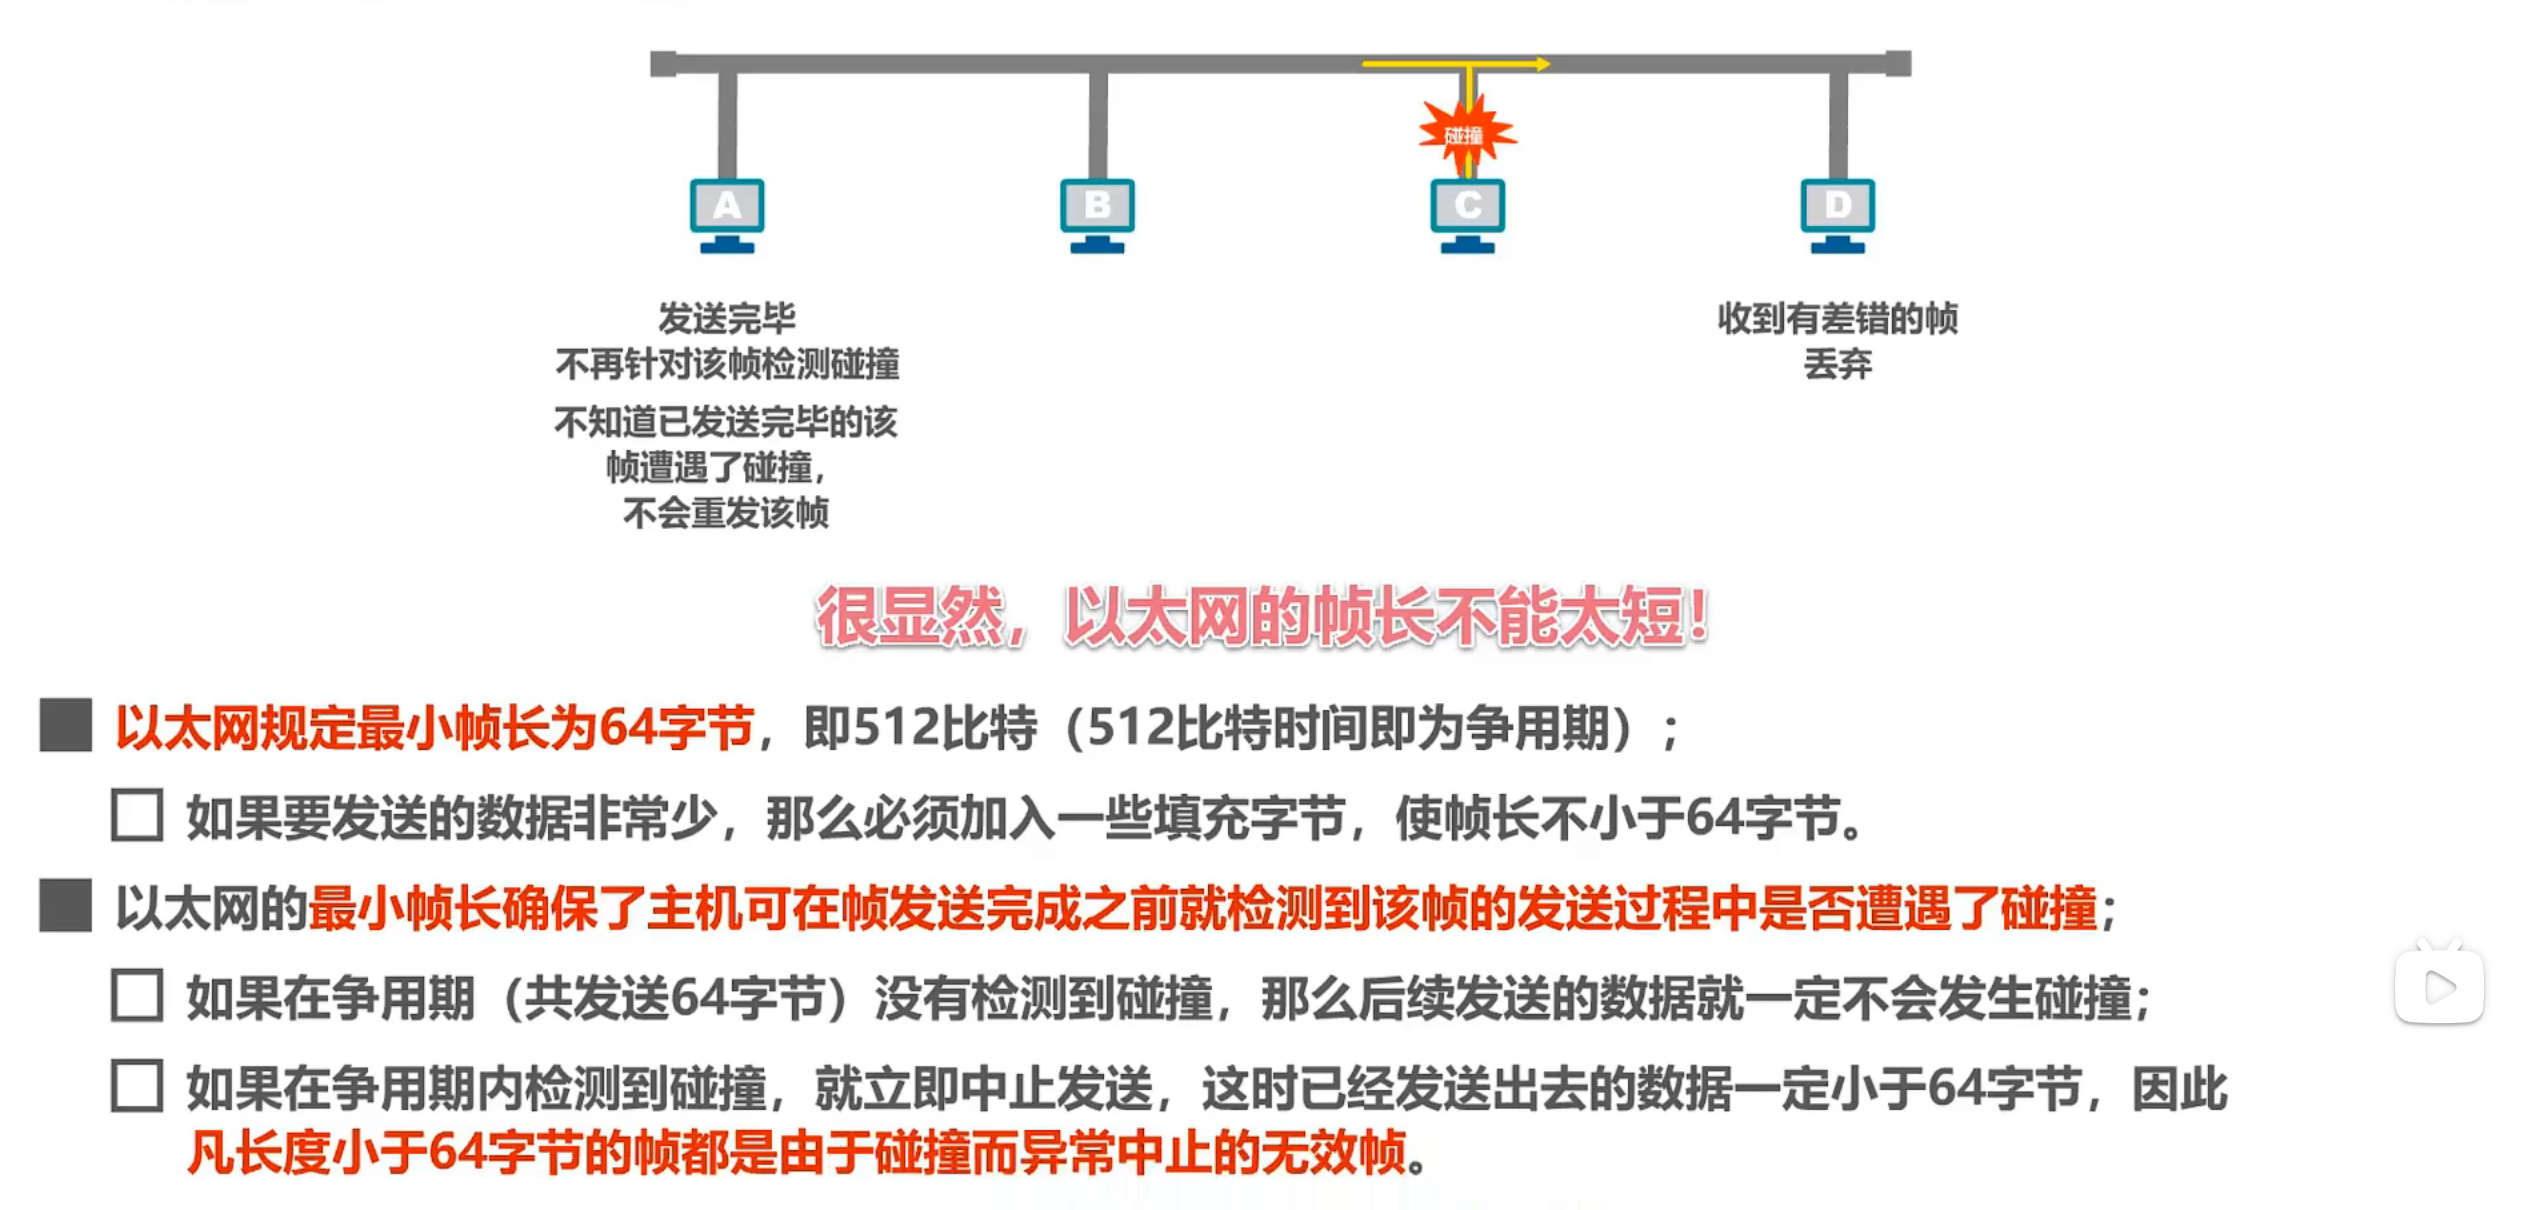 碰撞
A
B
C
D
发送完毕
不再针对该帧检测碰撞
不知道已发送完毕的该
帧遭遇了碰撞，
不会重发该帧
收到有差错的帧
丢弃
很显然，以太网的帧长不能太短！
以太网规定最小帧长为64字节，即512比特（512比特时间即为争用期）；
如果要发送的数据非常少，那么必须加入一些填充字节，使帧长不小于64字节。
以太网的最小帧长确保了主机可在帧发送完成之前就检测到该帧的发送过程中是否遭遇了碰撞；
如果在争用期（共发送64字节）没有检测到碰撞，那么后续发送的数据就一定不会发生碰撞；
如果在争用期内检测到碰撞，就立即中止发送，这时已经发送出去的数据一定小于64字节，因此
凡长度小于64字节的帧都是由于碰撞而异常中止的无效帧。